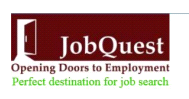 JobQuest
Opening Doors to Employment
Perfect destination for job search